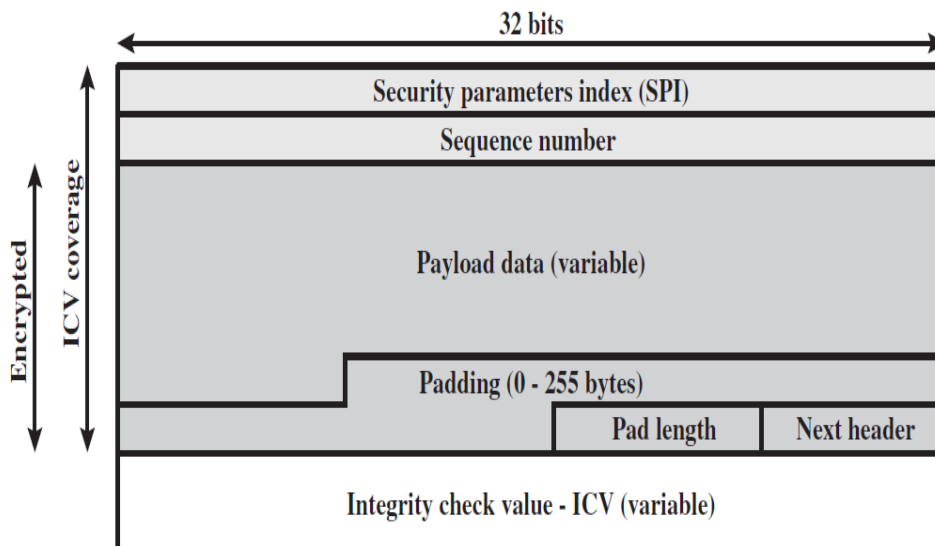 32 bits
Security parameters index (SPI)
Sequence number
Encrypted
ICV coverage
Payload data (variable)
Padding (0 - 255 bytes)
Pad length
Next header
Integrity check value - ICV (variable)